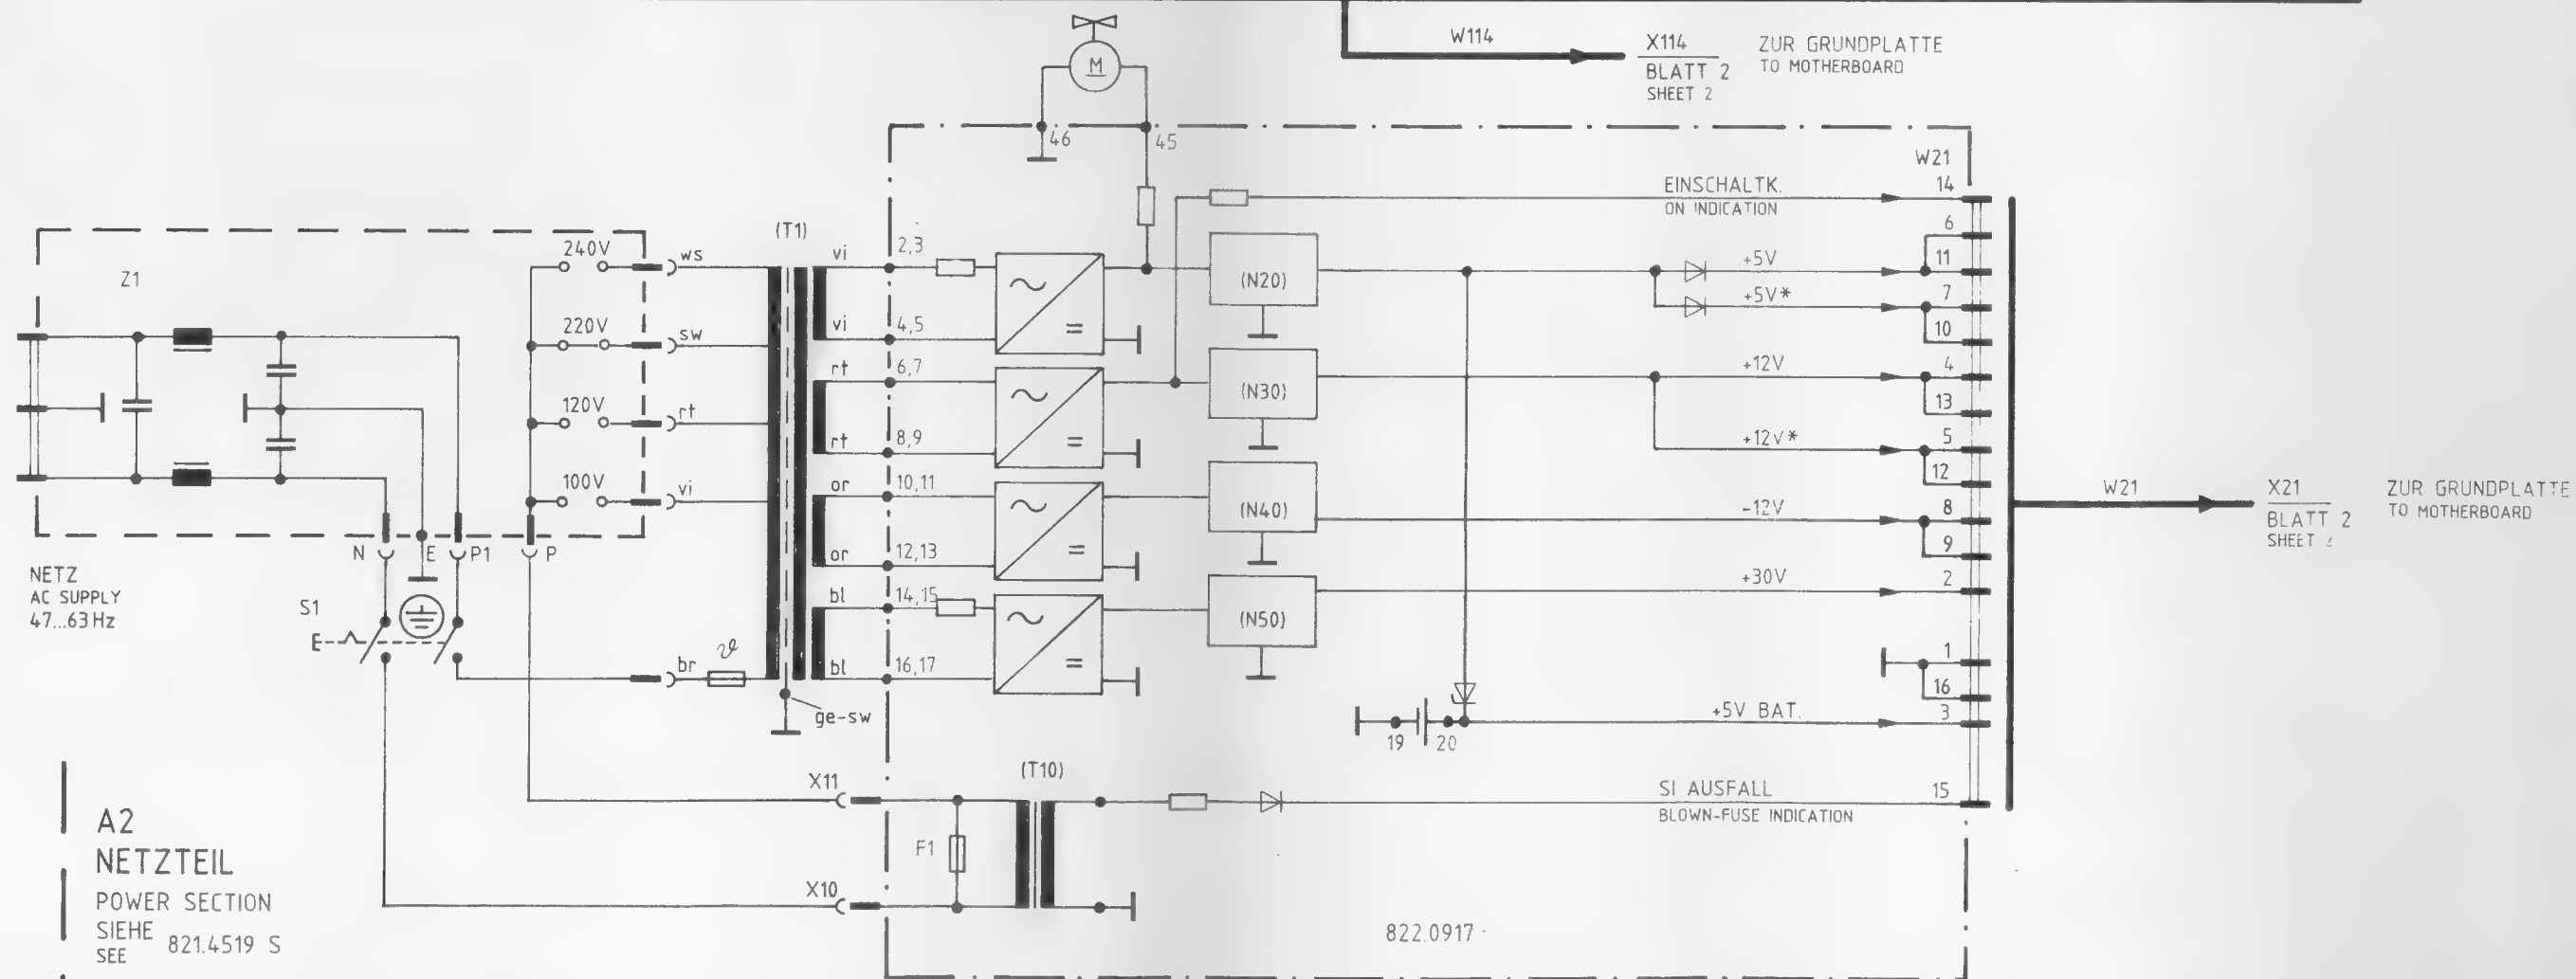 W114
X114
BLATT 2
SHEET 2
ZUR GRUNDPLATTE
TO MOTHERBOARD
M
46
45
W21
EINSCHALTK.
ON INDICATION
14
6
+5V
11
+5V*
7
10
+12V
4
13
+12V*
5
12
-12V
8
9
+30V
2
1
16
+5V BAT.
3
19
20
SI AUSFALL
BLOWN-FUSE INDICATION
15
W21
X21
BLATT 2
SHEET
ZUR GRUNDPLATTE
TO MOTHERBOARD
Z1
240V
ws
220V
sw
120V
rt
100V
vi
(T1)
vi
2,3
vi
4,5
rt
6,7
rt
8,9
or
10,11
or
12,13
bl
14,15
bl
16,17
~
=
~
=
~
=
~
=
(N20)
(N30)
(N40)
(N50)
N
E
P1
P
NETZ
AC SUPPLY
47...63Hz
S1
br
ϑ
ge-sw
X11
(T10)
F1
X10
A2
NETZTEIL
POWER SECTION
SIEHE
SEE
821.4519 S
822.0917